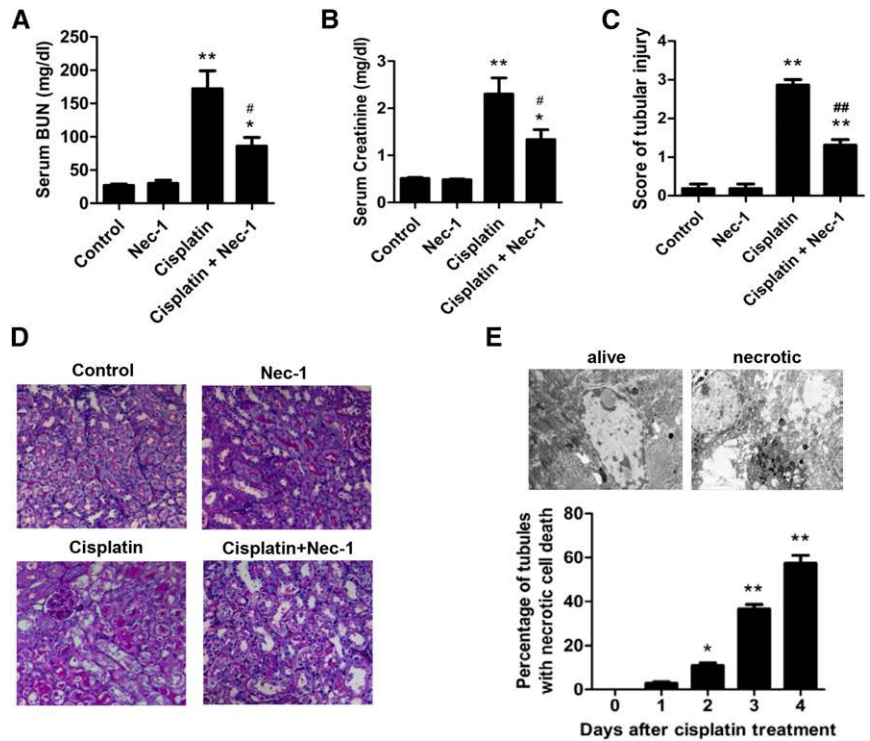 A
Serum BUN (mg/dl)
250
200
150
100
50
0
**
#
*
Control
Nec-1
Cisplatin
Cisplatin + Nec-1
B
Serum Creatinine (mg/dl)
3
2
1
0
**
#
*
Control
Nec-1
Cisplatin
Cisplatin + Nec-1
C
Score of tubular injury
4
3
2
1
0
**
##
**
Control
Nec-1
Cisplatin
Cisplatin + Nec-1
D
Control
Nec-1
Cisplatin
Cisplatin+Nec-1
E
alive
necrotic
Percentage of tubules
with necrotic cell death
80
60
40
20
0
*
**
**
0 1 2 3 4
Days after cisplatin treatment